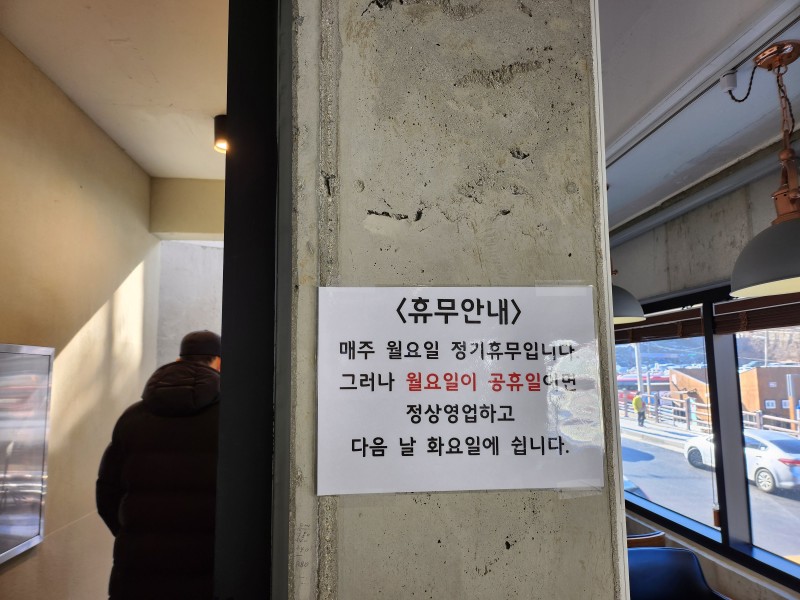 <휴무안내>
매주 월요일 정기휴무입니다
그러나 월요일이 공휴일이면
정상영업하고
다음 날 화요일에 쉽니다.